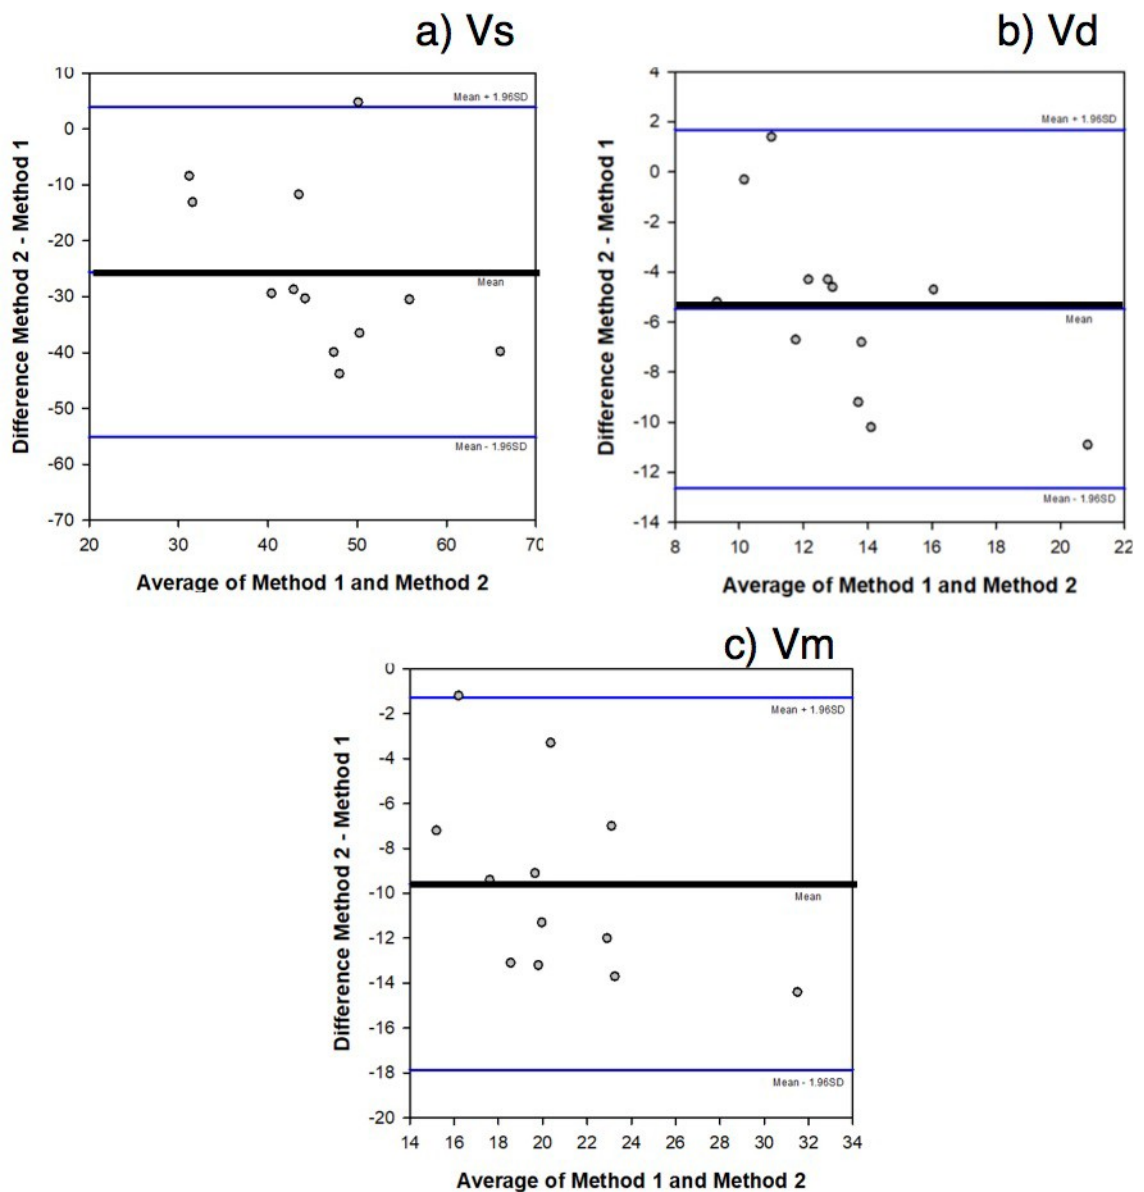 a) Vs
Difference Method 2 - Method 1
10
0
-10
-20
-30
-40
-50
-60
-70
Mean + 1.96SD
Mean
Mean - 1.96SD
20 30 40 50 60 70
Average of Method 1 and Method 2
b) Vd
Difference Method 2 - Method 1
4
2
0
-2
-4
-6
-8
-10
-12
-14
Mean + 1.96SD
Mean
Mean - 1.96SD
8 10 12 14 16 18 20 22
Average of Method 1 and Method 2
c) Vm
Difference Method 2 - Method 1
0
-2
-4
-6
-8
-10
-12
-14
-16
-18
-20
Mean + 1.96SD
Mean
Mean - 1.96SD
14 16 18 20 22 24 26 28 30 32 34
Average of Method 1 and Method 2